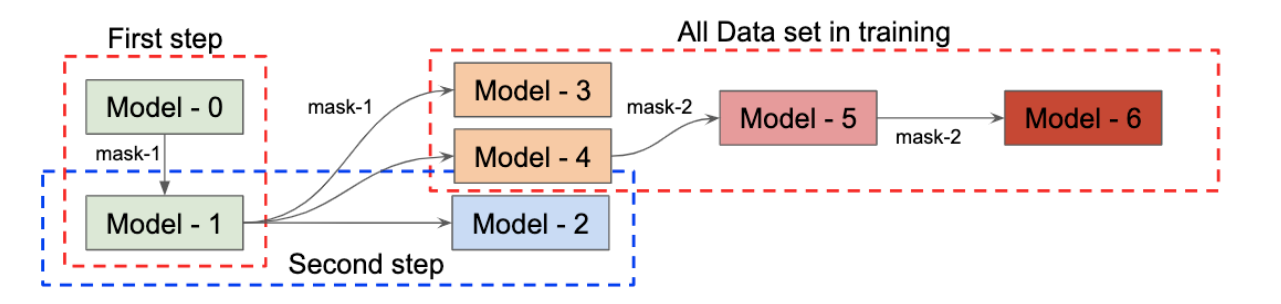 First step
All Data set in training
Model - 0
mask-1
Model - 1
mask-1
Model - 3
Model - 4
mask-2
Model - 5
mask-2
Model - 6
Model - 2
Second step